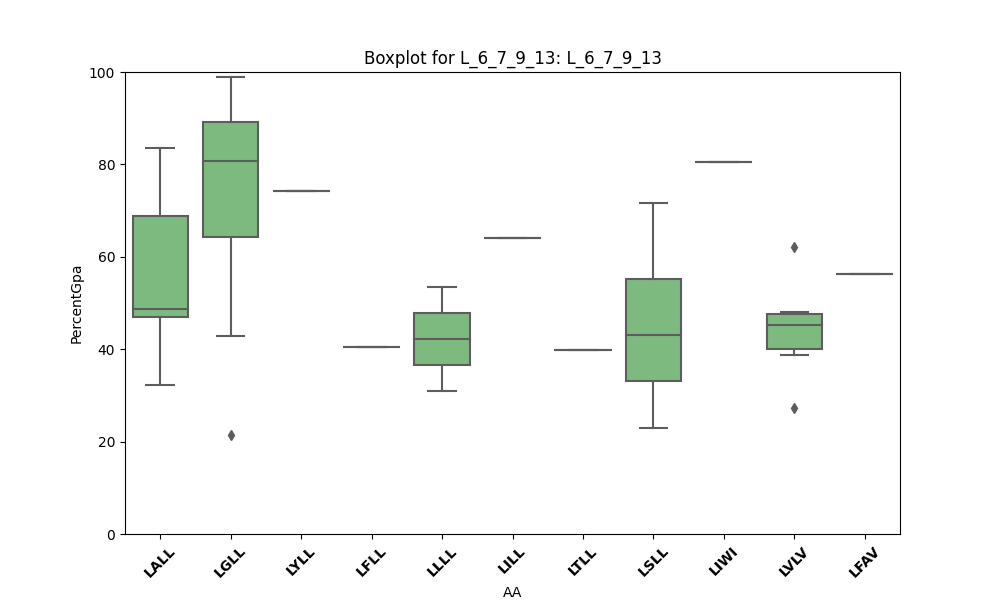 Boxplot for L_6_7_9_13: L_6_7_9_13
100
80
60
40
20
0
PercentGpa
LALL LGLL LYLL LFLL LLLL LILL LTLL LSLL LIWI LVLV LFAV
AA